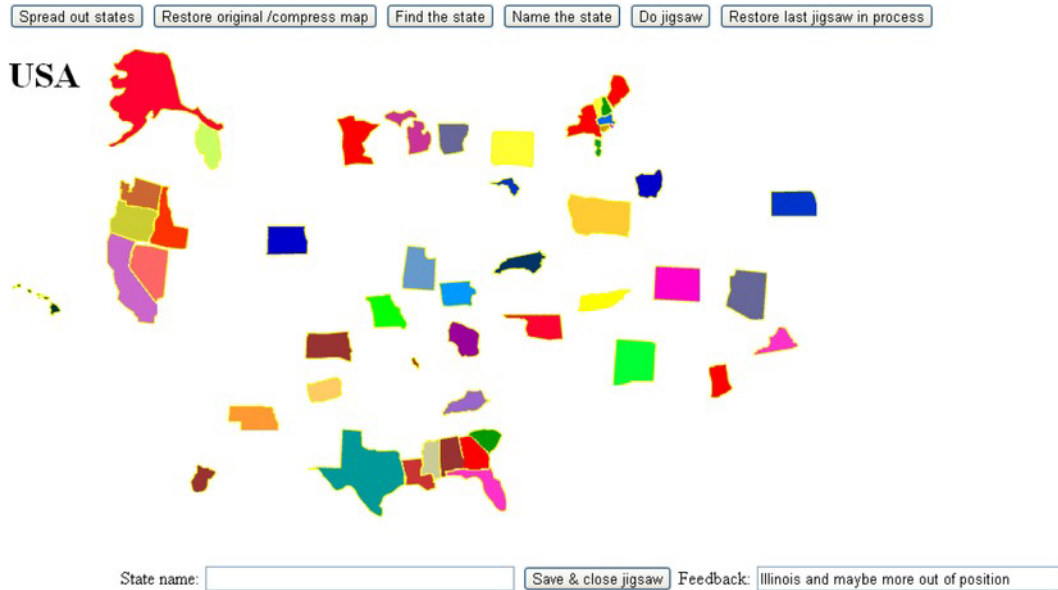 Spread out states Restore original /compress map Find the state Name the state Do jigsaw Restore last jigsaw in process
USA
State name: Save & close jigsaw Feedback: Illinois and maybe more out of position